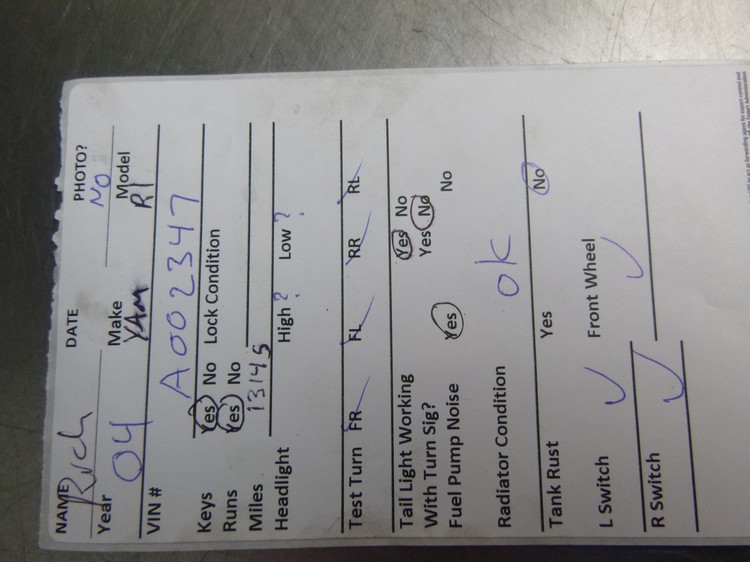 NAME Rich DATE PHOTO? NO
Year 04 Make YAM Model R1
VIN # A002347
Keys Yes No Lock Condition
Runs Yes No
Miles 13145
Headlight High? Low?
Test Turn FR FL RR RL
Tail Light Working Yes No
With Turn Sig? Yes No
Fuel Pump Noise Yes No
Radiator Condition ok
Tank Rust Yes No
L Switch Front Wheel
R Switch